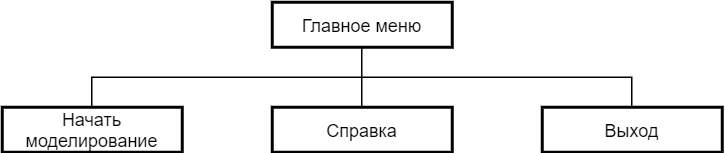 Главное меню
Начать
моделирование
Справка
Выход